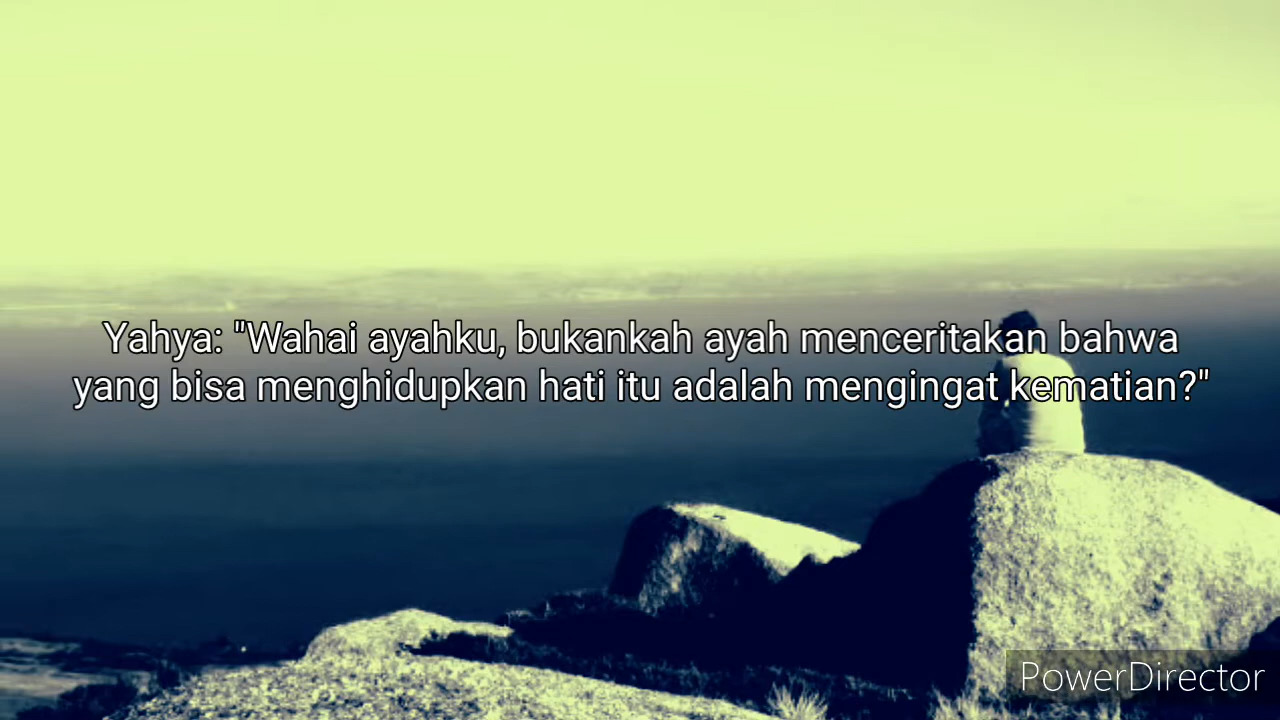 Yahya: "Wahai ayahku, bukankah ayah menceritakan bahwa
yang bisa menghidupkan hati itu adalah mengingat kematian?"
PowerDirector